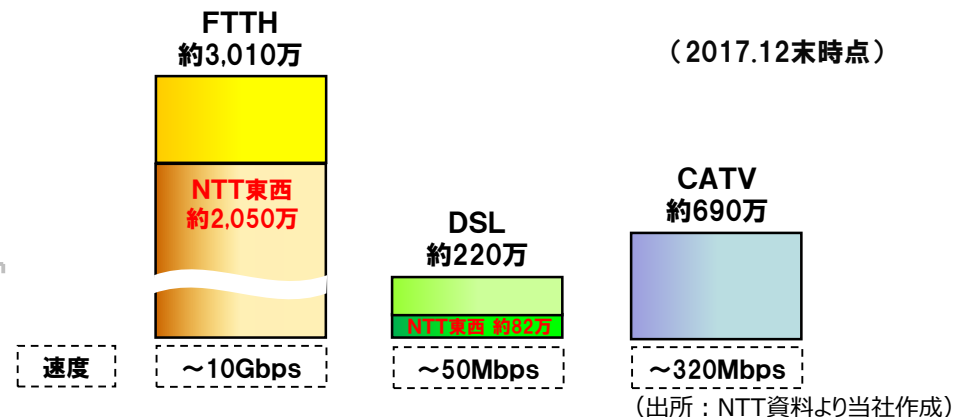 FTTH
約3,010万
（2017.12末時点）
NTT東西
約2,050万
DSL
約220万
NTT東西 約82万
CATV
約690万
速度
～10Gbps
～50Mbps
～320Mbps
（出所：NTT資料より当社作成）